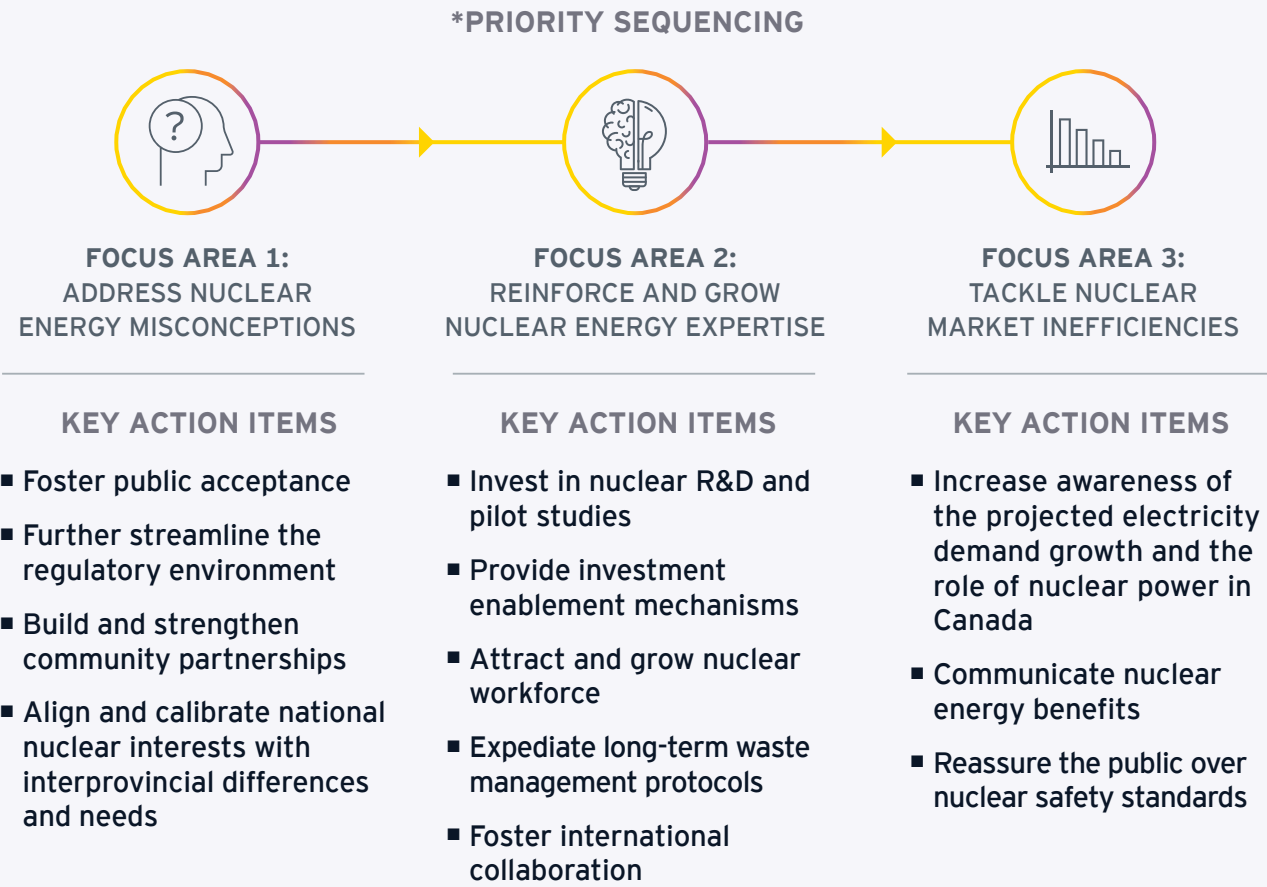 *PRIORITY SEQUENCING
?
FOCUS AREA 1:
ADDRESS NUCLEAR
ENERGY MISCONCEPTIONS
KEY ACTION ITEMS
▪ Foster public acceptance
▪ Further streamline the
regulatory environment
▪ Build and strengthen
community partnerships
▪ Align and calibrate national
nuclear interests with
interprovincial differences
and needs
FOCUS AREA 2:
REINFORCE AND GROW
NUCLEAR ENERGY EXPERTISE
KEY ACTION ITEMS
▪ Invest in nuclear R&D and
pilot studies
▪ Provide investment
enablement mechanisms
▪ Attract and grow nuclear
workforce
▪ Expediate long-term waste
management protocols
▪ Foster international
collaboration
FOCUS AREA 3:
TACKLE NUCLEAR
MARKET INEFFICIENCIES
KEY ACTION ITEMS
▪ Increase awareness of
the projected electricity
demand growth and the
role of nuclear power in
Canada
▪ Communicate nuclear
energy benefits
▪ Reassure the public over
nuclear safety standards